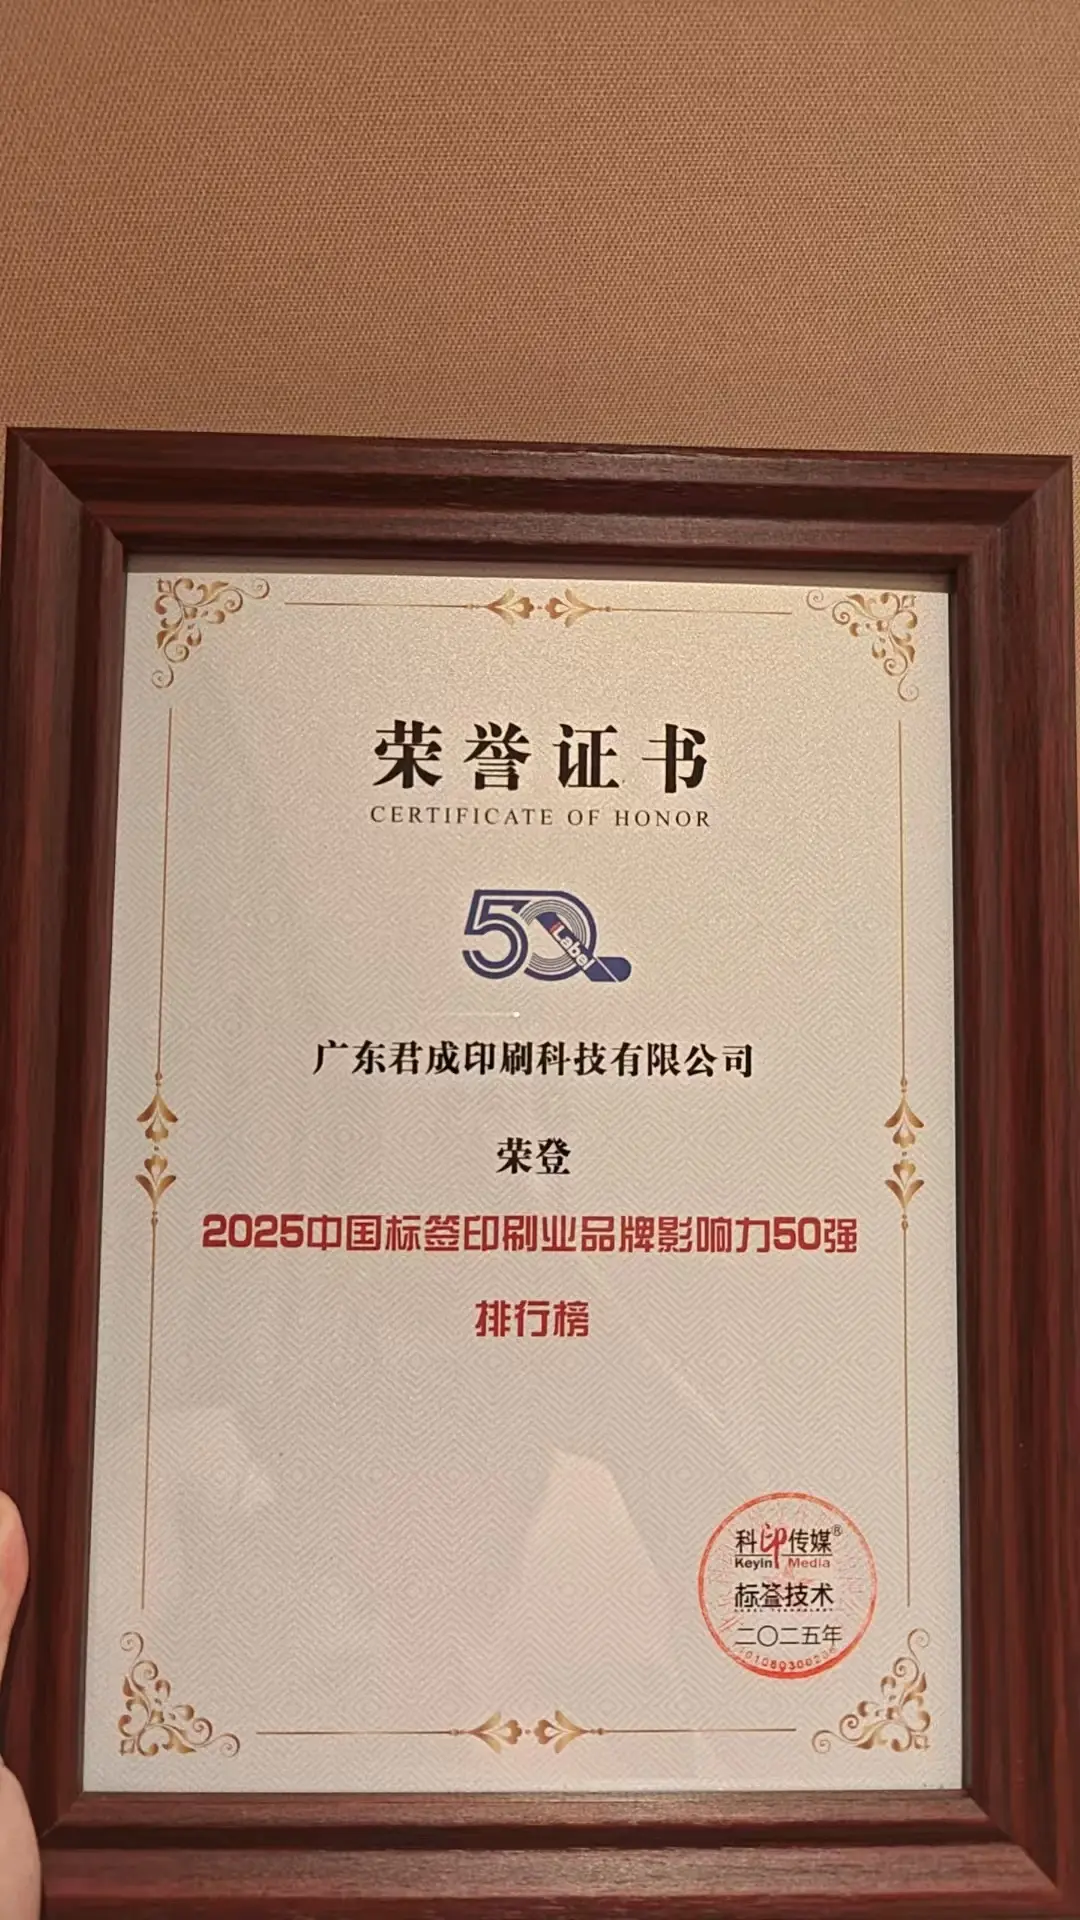 荣誉证书
CERTIFICATE OF HONOR
50
iLabel
广东君成印刷科技有限公司
荣登
2025中国标签印刷业品牌影响力50强
排行榜
科印传媒®
Keyin Media
标签技术
LABEL TECHNOLOGY
二〇二五年